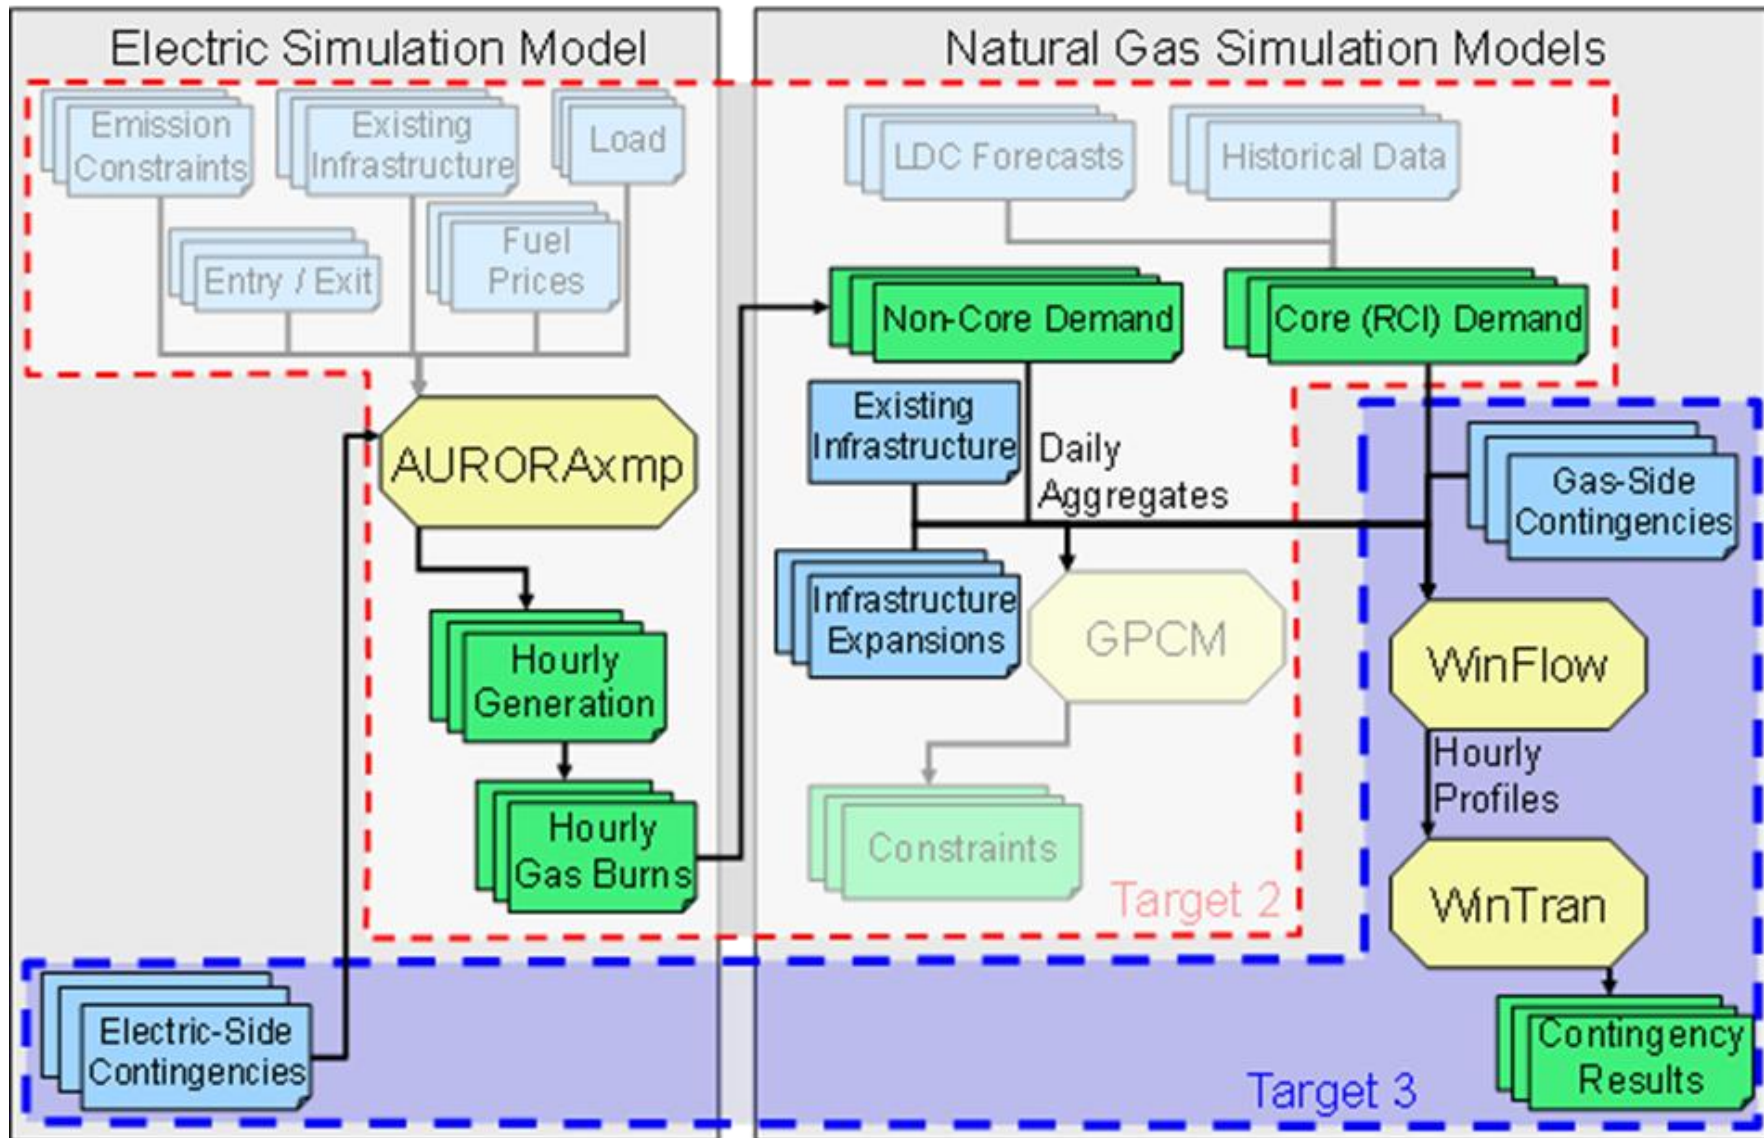 Electric Simulation Model
Natural Gas Simulation Models
Emission
Constraints
Existing
Infrastructure
Load
Entry / Exit
Fuel
Prices
LDC Forecasts
Historical Data
Non-Core Demand
Core (RCI) Demand
AURORAxmp
Existing
Infrastructure
Daily
Aggregates
Gas-Side
Contingencies
Hourly
Generation
Infrastructure
Expansions
GPCM
WinFlow
Hourly
Profiles
Hourly
Gas Burns
Constraints
Target 2
WinTran
Electric-Side
Contingencies
Contingency
Results
Target 3